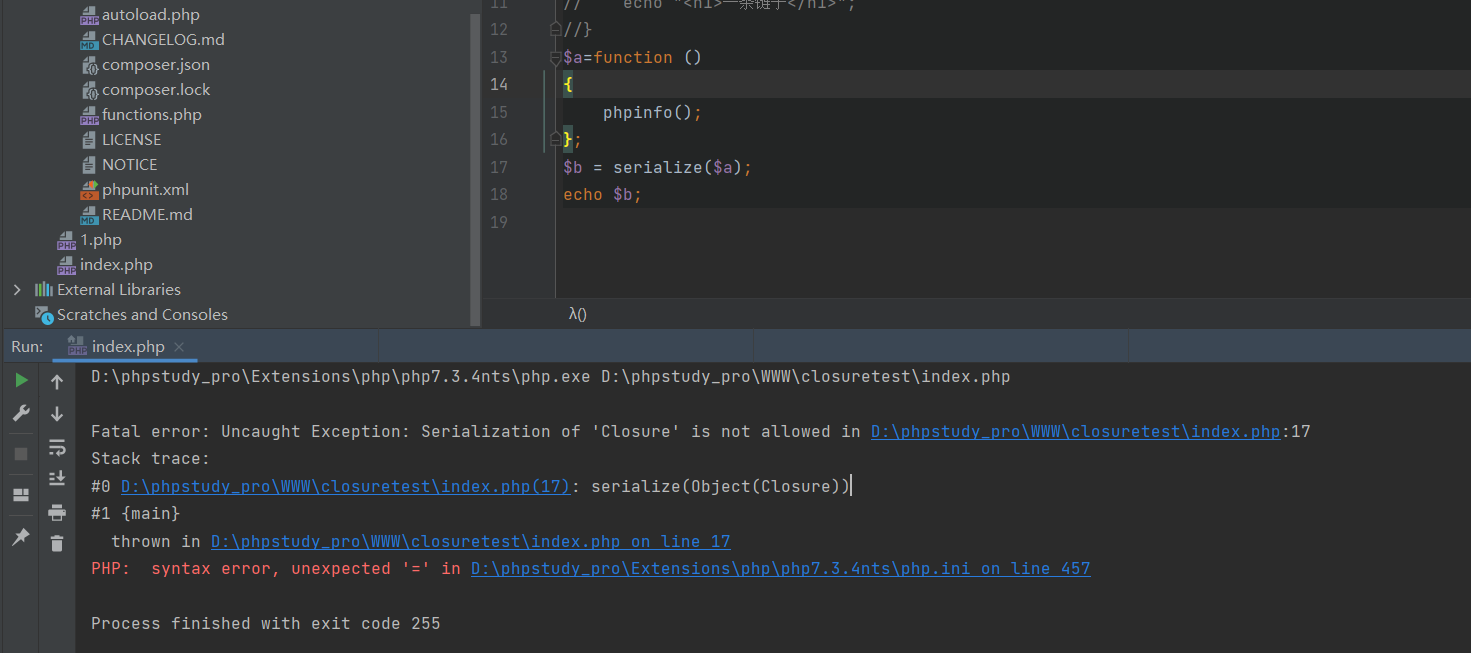 autoload.php
CHANGELOG.md
composer.json
composer.lock
functions.php
LICENSE
NOTICE
phpunit.xml
README.md
1.php
index.php
External Libraries
Scratches and Consoles
11 // echo "<h1>一条链子</h1>";
12 //}
13 $a=function ()
14 {
15 phpinfo();
16 };
17 $b = serialize($a);
18 echo $b;
19
λ()
Run: index.php
D:\phpstudy_pro\Extensions\php\php7.3.4nts\php.exe D:\phpstudy_pro\WWW\closuretest\index.php
Fatal error: Uncaught Exception: Serialization of 'Closure' is not allowed in D:\phpstudy_pro\WWW\closuretest\index.php:17
Stack trace:
#0 D:\phpstudy_pro\WWW\closuretest\index.php(17): serialize(Object(Closure))
#1 {main}
thrown in D:\phpstudy_pro\WWW\closuretest\index.php on line 17
PHP: syntax error, unexpected '=' in D:\phpstudy_pro\Extensions\php\php7.3.4nts\php.ini on line 457
Process finished with exit code 255